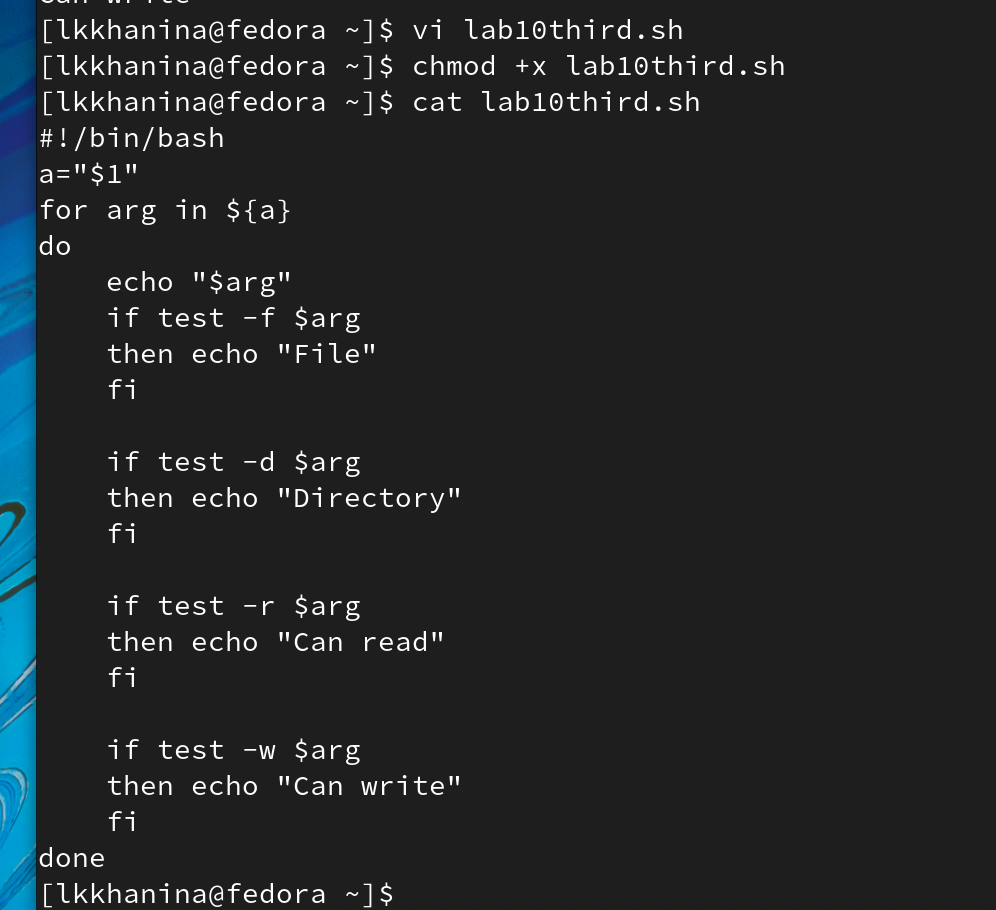 Can write
[lkkhanina@fedora ~]$ vi lab10third.sh
[lkkhanina@fedora ~]$ chmod +x lab10third.sh
[lkkhanina@fedora ~]$ cat lab10third.sh
#!/bin/bash
a="$1"
for arg in ${a}
do
    echo "$arg"
    if test -f $arg
    then echo "File"
    fi

    if test -d $arg
    then echo "Directory"
    fi

    if test -r $arg
    then echo "Can read"
    fi

    if test -w $arg
    then echo "Can write"
    fi
done
[lkkhanina@fedora ~]$